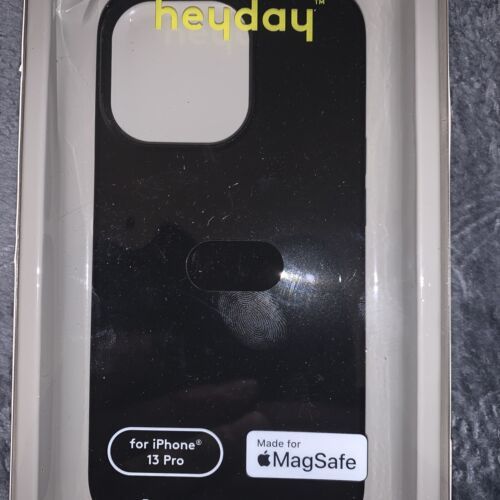 heyday™
for iPhone®
13 Pro
Made for
MagSafe